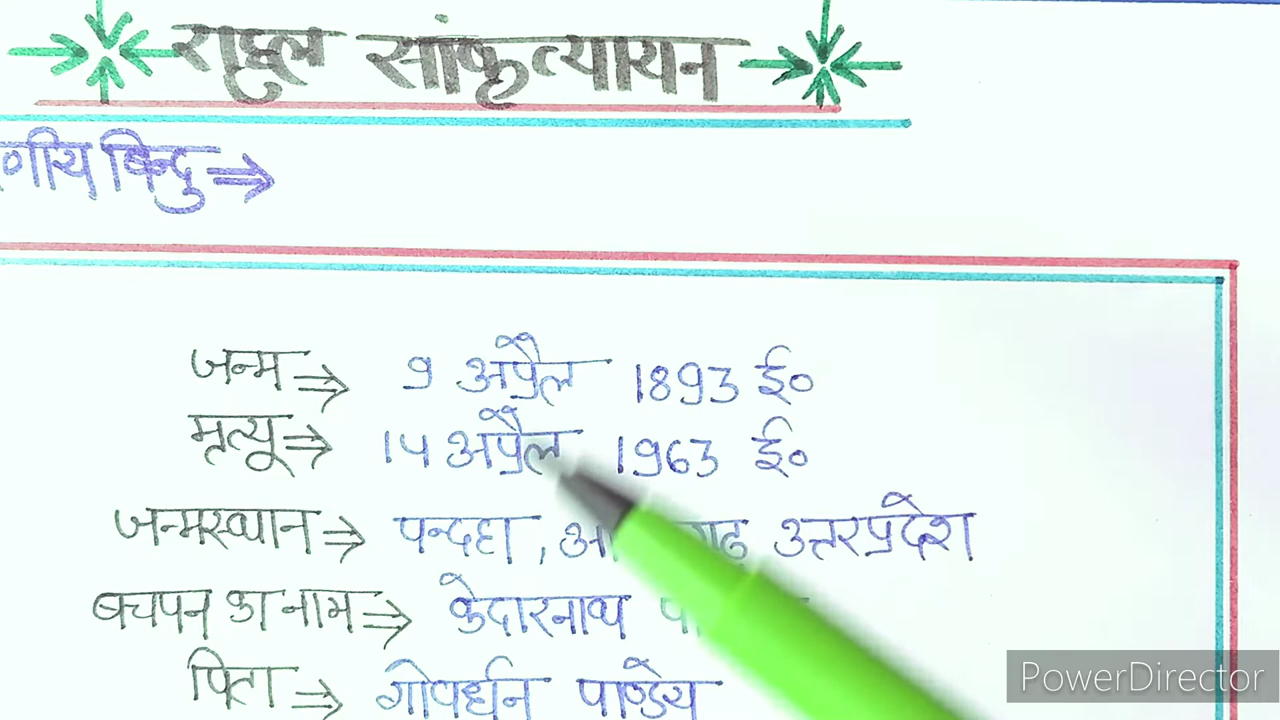 राहुल सांकृत्यायन
बिन्दु ⇒
जन्म ⇒ 9 अप्रैल 1893 ई०
मृत्यू ⇒ 14 अप्रैल 1963 ई०
जन्मस्थान ⇒ पन्दहा, उत्तरप्रदेश
बचपन का नाम ⇒ केदारनाथ
पिता ⇒ गोवर्धन पाण्डेय
PowerDirector